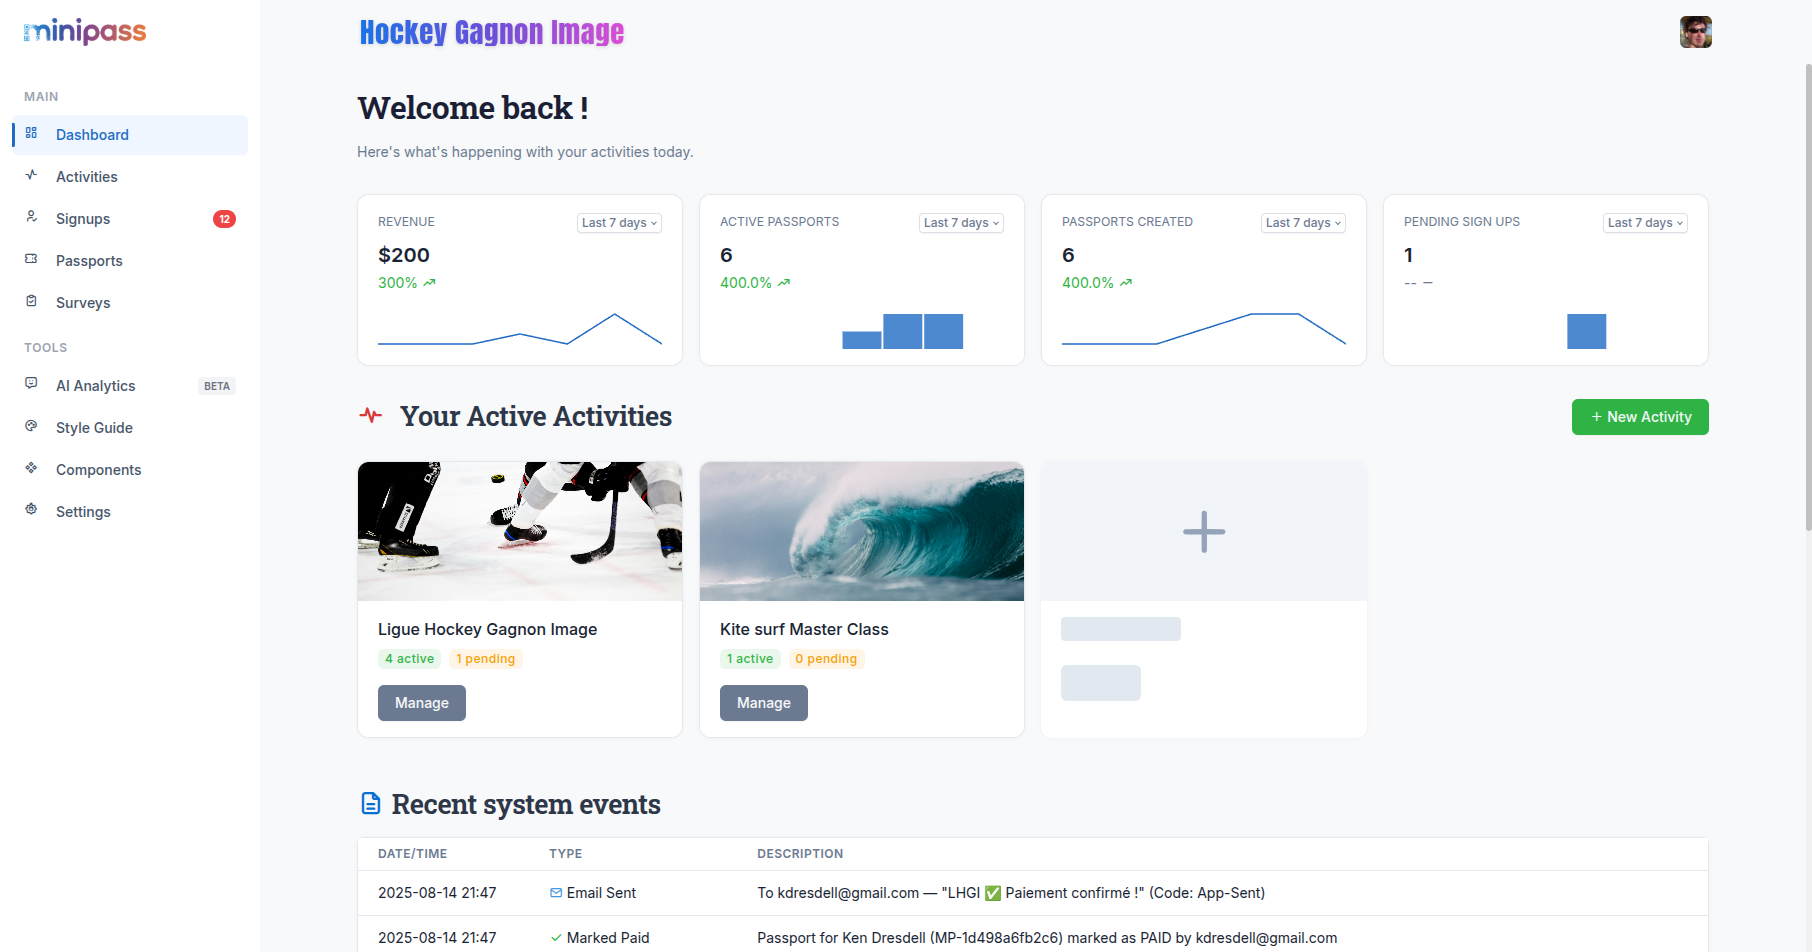 minipass
Hockey Gagnon Image
MAIN
Dashboard
Activities
Signups 12
Passports
Surveys
TOOLS
AI Analytics BETA
Style Guide
Components
Settings
Welcome back !
Here's what's happening with your activities today.
REVENUE Last 7 days
$200
300%
ACTIVE PASSPORTS Last 7 days
6
400.0%
PASSPORTS CREATED Last 7 days
6
400.0%
PENDING SIGN UPS Last 7 days
1
-- –
Your Active Activities
+ New Activity
Ligue Hockey Gagnon Image
4 active 1 pending
Manage
Kite surf Master Class
1 active 0 pending
Manage
Recent system events
DATE/TIME TYPE DESCRIPTION
2025-08-14 21:47 Email Sent To kdresdell@gmail.com — "LHGI ✅ Paiement confirmé !" (Code: App-Sent)
2025-08-14 21:47 Marked Paid Passport for Ken Dresdell (MP-1d498a6fb2c6) marked as PAID by kdresdell@gmail.com